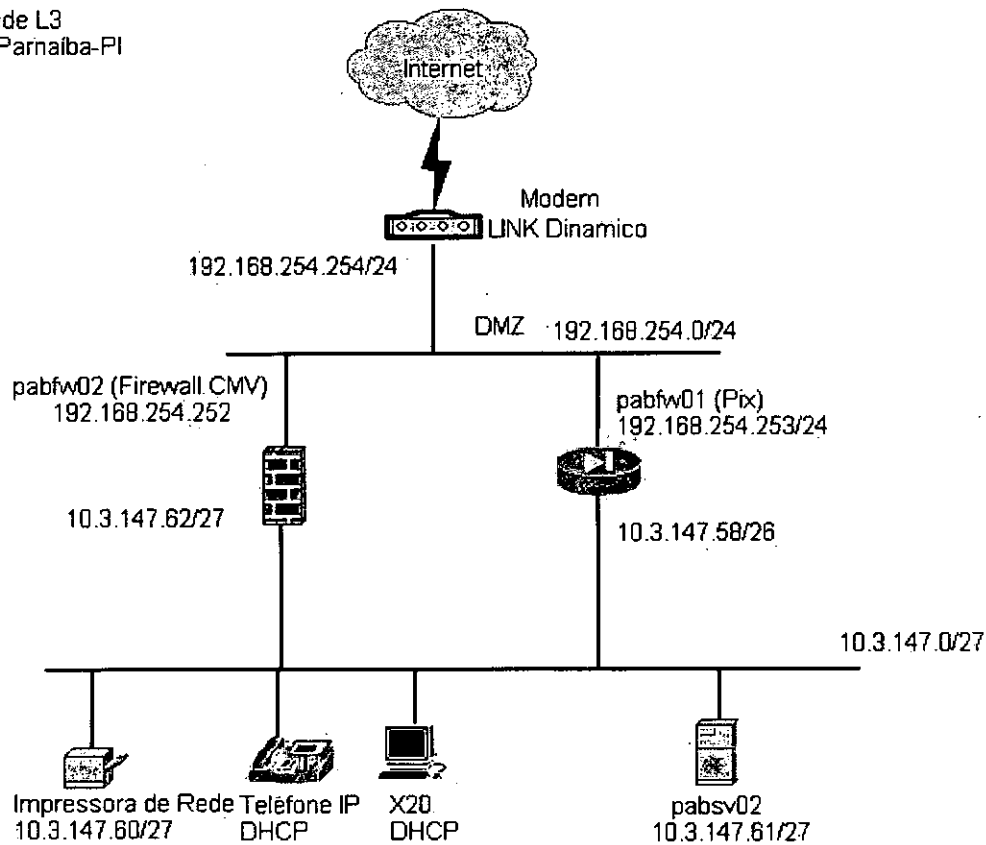 de L3
Parnaíba-PI
Internet
Modem
LINK Dinamico
192.168.254.254/24
DMZ 192.168.254.0/24
pabfw02 (Firewall CMV)
192.168.254.252
pabfw01 (Pix)
192.168.254.253/24
10.3.147.62/27
10.3.147.58/26
10.3.147.0/27
Impressora de Rede
10.3.147.60/27
Teléfone IP
DHCP
X20
DHCP
pabsv02
10.3.147.61/27